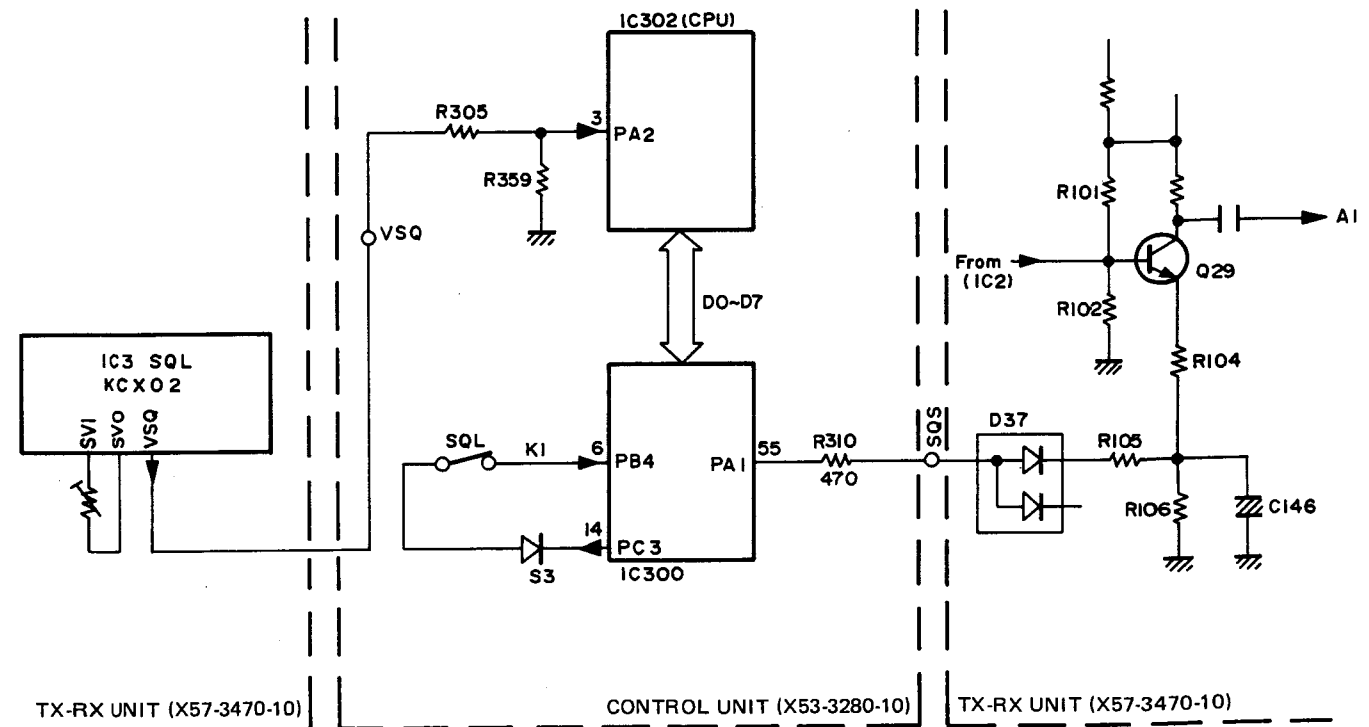 IC302(CPU)
R305
3
PA2
R359
VSQ
D0~D7
R101
A1
From
(IC2)
Q29
R102
R104
IC3 SQL
KCX02
SV1
SVO
VSQ
SQL
K1
6
PB4
PA1
55
R310
470
SQS
D37
R105
R106
C146
14
PC3
S3
IC300
TX-RX UNIT (X57-3470-10)
CONTROL UNIT (X53-3280-10)
TX-RX UNIT (X57-3470-10)